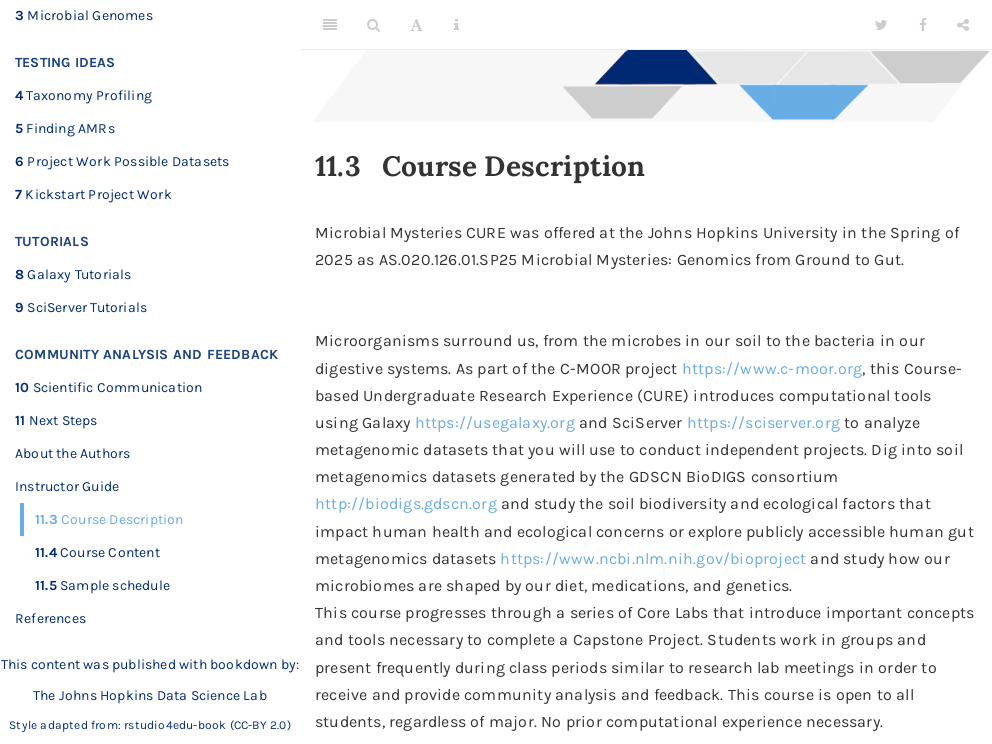 3 Microbial Genomes
TESTING IDEAS
4 Taxonomy Profiling
5 Finding AMRs
6 Project Work Possible Datasets
7 Kickstart Project Work
TUTORIALS
8 Galaxy Tutorials
9 SciServer Tutorials
COMMUNITY ANALYSIS AND FEEDBACK
10 Scientific Communication
11 Next Steps
About the Authors
Instructor Guide
11.3 Course Description
11.4 Course Content
11.5 Sample schedule
References
This content was published with bookdown by:
The Johns Hopkins Data Science Lab
Style adapted from: rstudio4edu-book (CC-BY 2.0)
11.3 Course Description
Microbial Mysteries CURE was offered at the Johns Hopkins University in the Spring of
2025 as AS.020.126.01.SP25 Microbial Mysteries: Genomics from Ground to Gut.
Microorganisms surround us, from the microbes in our soil to the bacteria in our
digestive systems. As part of the C-MOOR project https://www.c-moor.org, this Course-
based Undergraduate Research Experience (CURE) introduces computational tools
using Galaxy https://usegalaxy.org and SciServer https://sciserver.org to analyze
metagenomic datasets that you will use to conduct independent projects. Dig into soil
metagenomics datasets generated by the GDSCN BioDIGS consortium
http://biodigs.gdscn.org and study the soil biodiversity and ecological factors that
impact human health and ecological concerns or explore publicly accessible human gut
metagenomics datasets https://www.ncbi.nlm.nih.gov/bioproject and study how our
microbiomes are shaped by our diet, medications, and genetics.
This course progresses through a series of Core Labs that introduce important concepts
and tools necessary to complete a Capstone Project. Students work in groups and
present frequently during class periods similar to research lab meetings in order to
receive and provide community analysis and feedback. This course is open to all
students, regardless of major. No prior computational experience necessary.